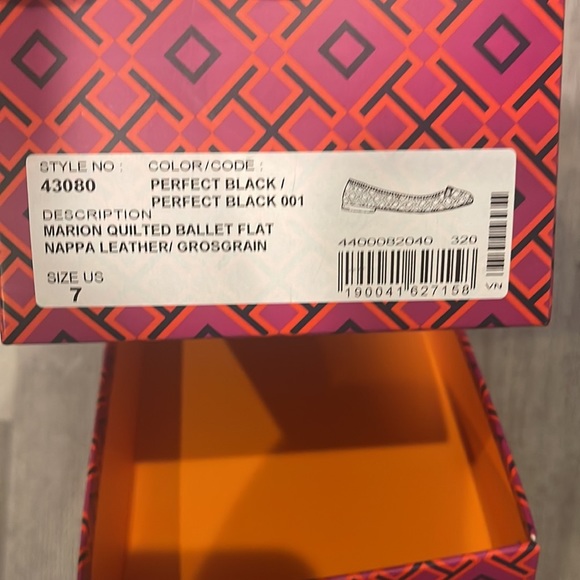 STYLE NO : COLOR/CODE :
43080 PERFECT BLACK /
PERFECT BLACK 001
DESCRIPTION
MARION QUILTED BALLET FLAT
NAPPA LEATHER/ GROSGRAIN
SIZE US
7
4400082040 320
190041627158
VN